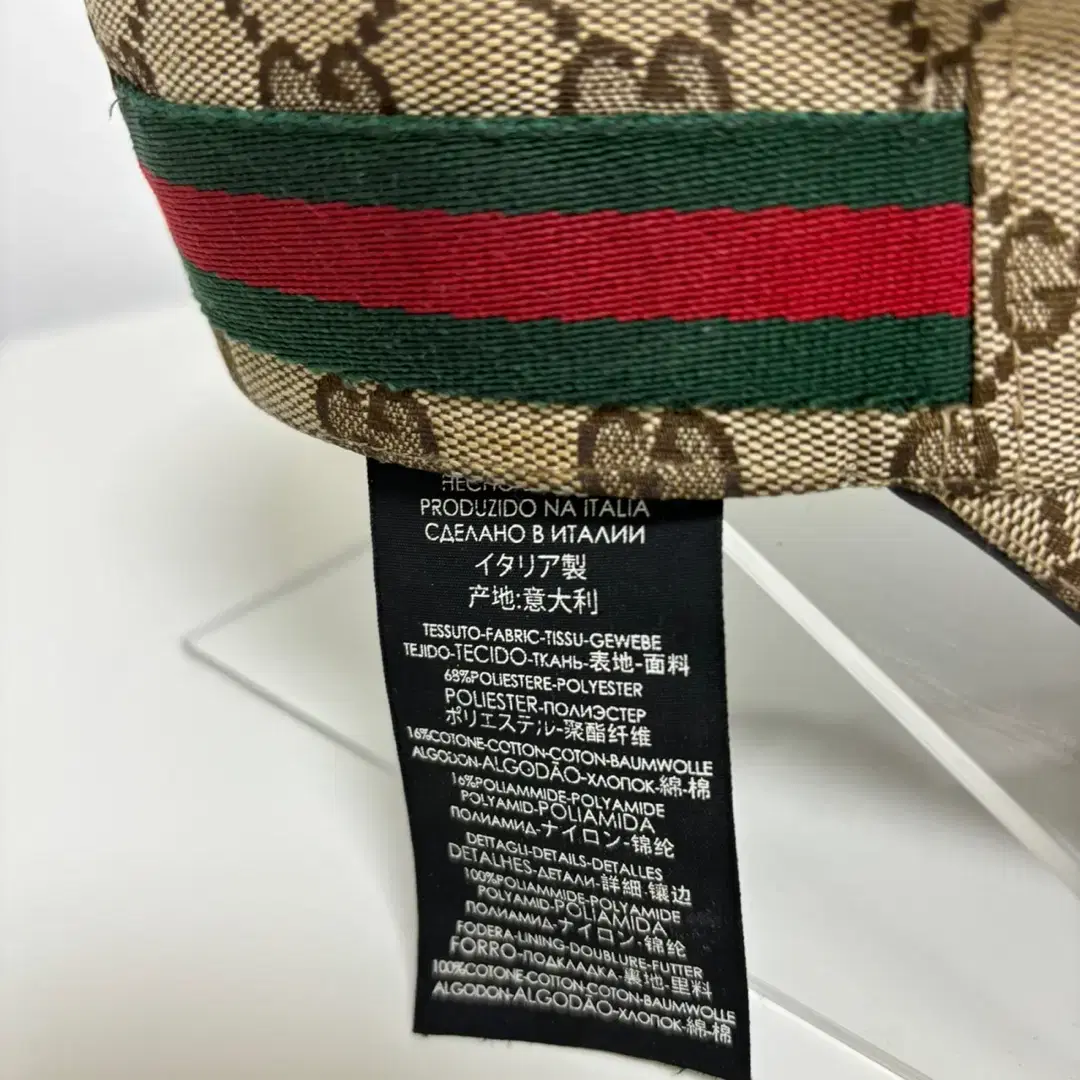 PRODUZIDO NA ITALIA
СДЕЛАНО В ИТАЛИИ
イタリア製
产地:意大利
TESSUTO-FABRIC-TISSU-GEWEBE
TEJIDO-TECIDO-ТКАНЬ-表地-面料
68%POLIESTERE-POLYESTER
POLIESTER-ПОЛИЭСТЕР
ポリエステル-聚酯纤维
16%COTONE-COTTON-COTON-BAUMWOLLE
ALGODON-ALGODÃO-ХЛОПОК-綿-棉
16%POLIAMMIDE-POLYAMIDE
POLYAMID-POLIAMIDA
ПОЛИАМИД-ナイロン-锦纶
DETTAGLI-DETAILS-DETALLES
DETALHES-ДЕТАЛИ-詳細-镶边
100%POLIAMMIDE-POLYAMIDE
POLYAMID-POLIAMIDA
ПОЛИАМИД-ナイロン-锦纶
FODERA-LINING-DOUBLURE-FUTTER
FORRO-ПОДКЛАДКА-裏地-里料
100%COTONE-COTTON-COTON-BAUMWOLLE
ALGODON-ALGODÃO-ХЛОПОК-綿-棉